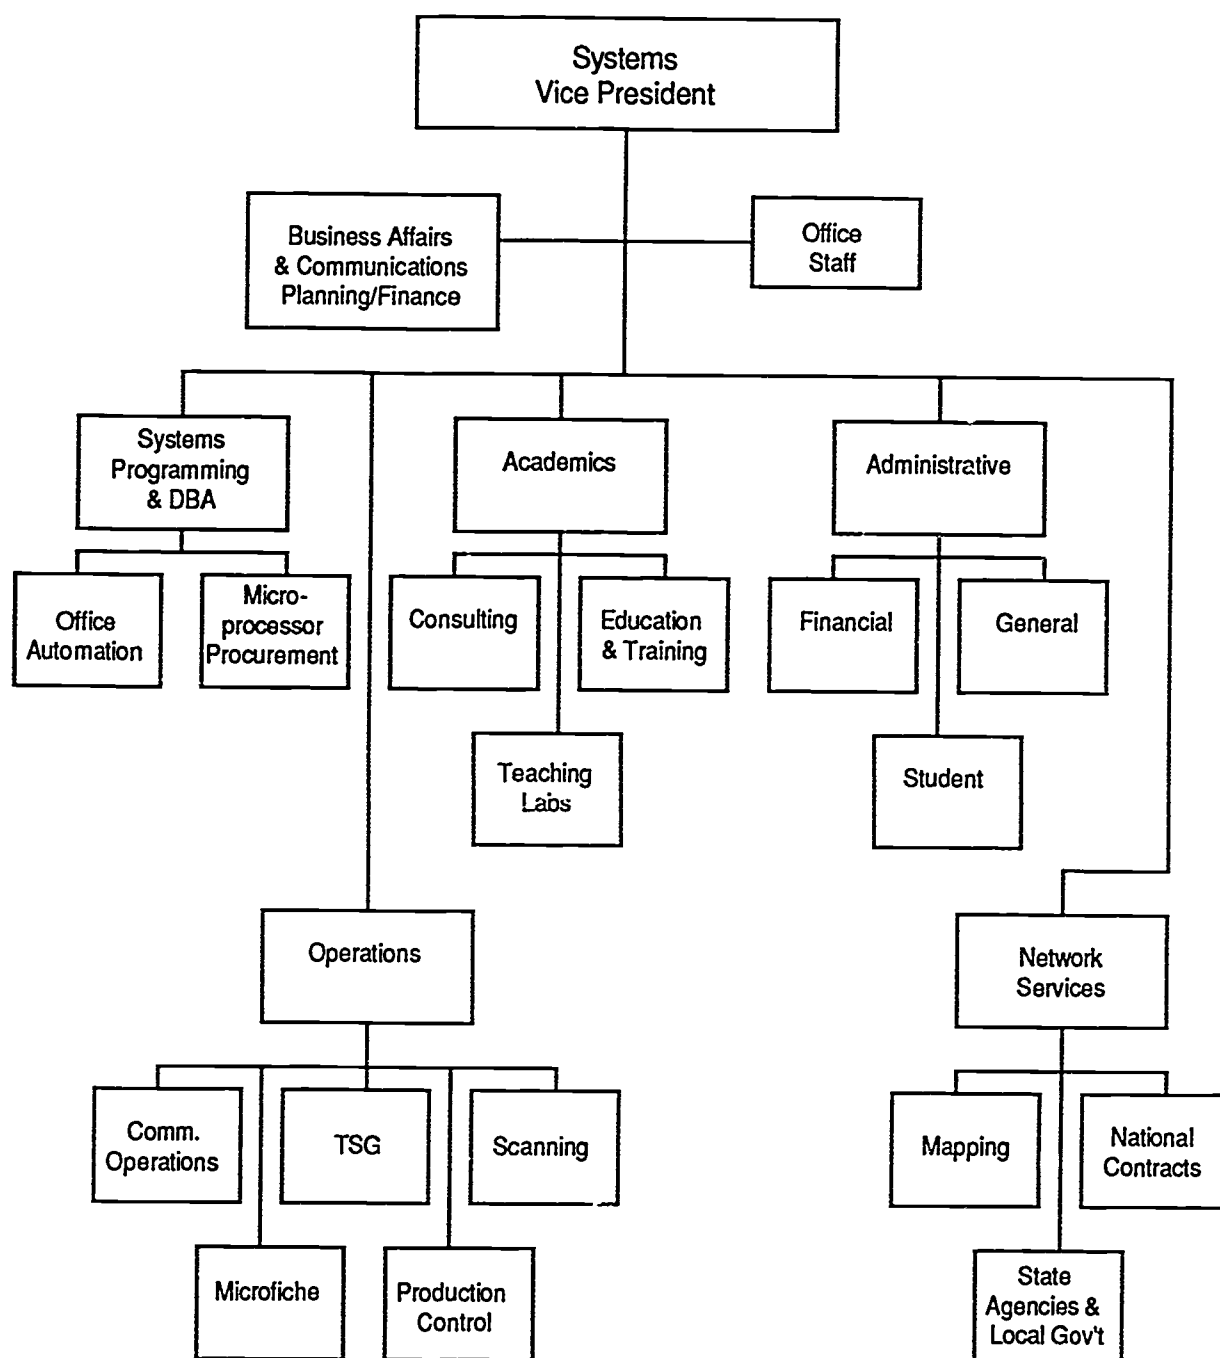 Systems
Vice President
Business Affairs
& Communications
Planning/Finance
Office
Staff
Systems
Programming
& DBA
Academics
Administrative
Office
Automation
Micro-
processor
Procurement
Consulting
Education
& Training
Financial
General
Teaching
Labs
Student
Operations
Network
Services
Comm.
Operations
TSG
Scanning
Mapping
National
Contracts
Microfiche
Production
Control
State
Agencies &
Local Gov't